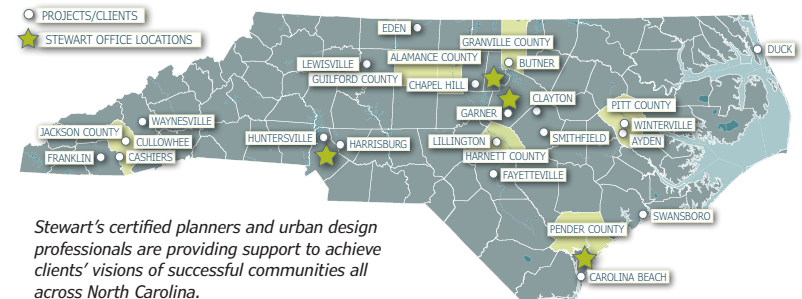 PROJECTS/CLIENTS
STEWART OFFICE LOCATIONS
EDEN
GRANVILLE COUNTY
DUCK
LEWISVILLE
ALAMANCE COUNTY
BUTNER
GUILFORD COUNTY
CHAPEL HILL
CLAYTON
PITT COUNTY
GARNER
WAYNESVILLE
WINTERVILLE
JACKSON COUNTY
CULLOWHEE
HUNTERSVILLE
HARRISBURG
LILLINGTON
SMITHFIELD
AYDEN
FRANKLIN
CASHIERS
HARNETT COUNTY
FAYETTEVILLE
SWANSBORO
PENDER COUNTY
CAROLINA BEACH
Stewart’s certified planners and urban design
professionals are providing support to achieve
clients’ visions of successful communities all
across North Carolina.